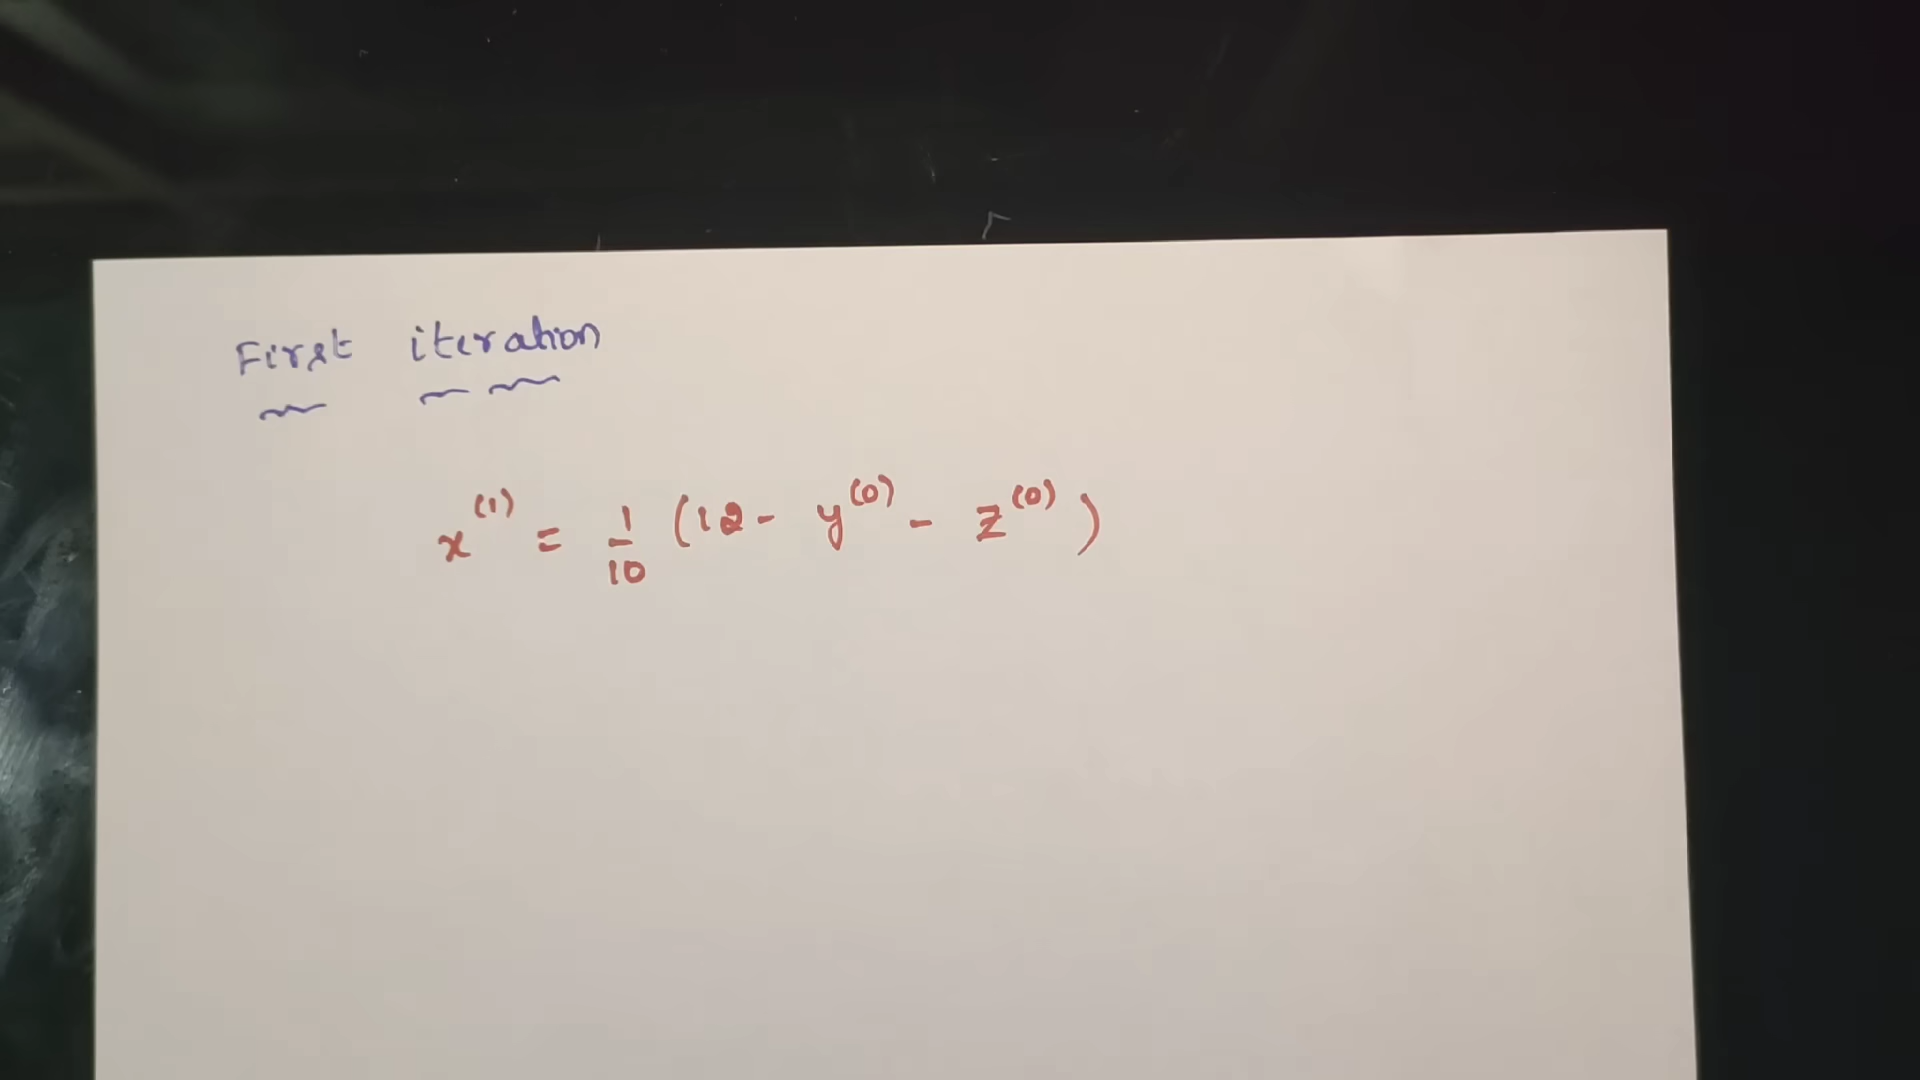 First iteration
x^(1) = 1/10 (12 - y^(0) - z^(0))